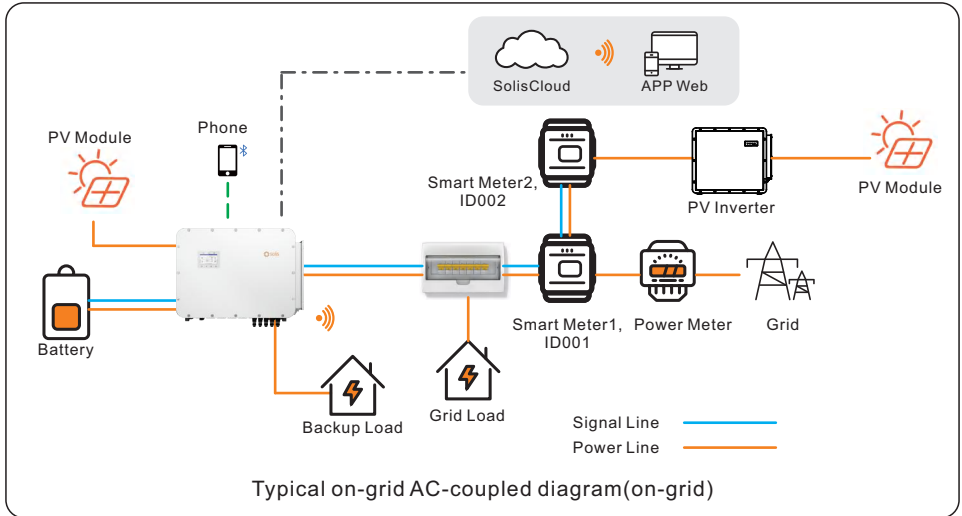 SolisCloud
APP Web
PV Module
Phone
Smart Meter2,
ID002
PV Inverter
PV Module
Battery
Smart Meter1,
ID001
Power Meter
Grid
Backup Load
Grid Load
Signal Line
Power Line
Typical on-grid AC-coupled diagram(on-grid)